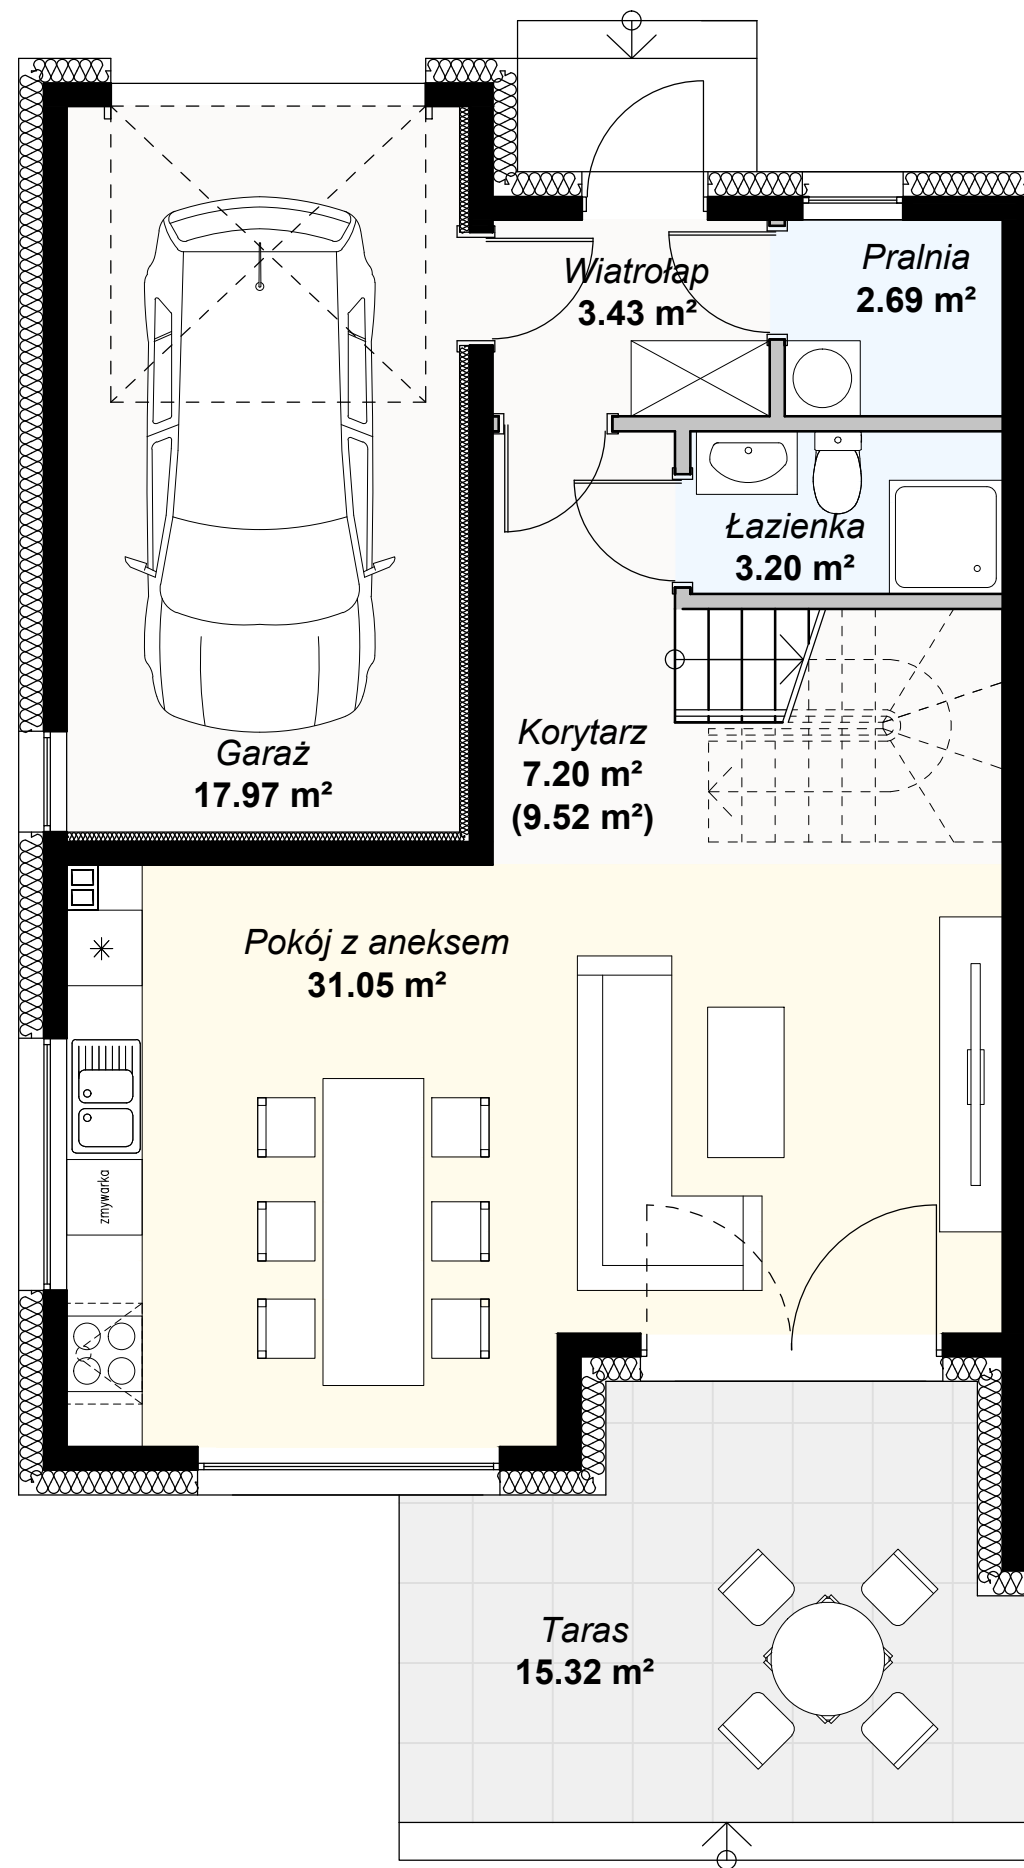 Wiatrołap
3.43 m²
Pralnia
2.69 m²
Łazienka
3.20 m²
Garaż
17.97 m²
Korytarz
7.20 m²
(9.52 m²)
Pokój z aneksem
31.05 m²
zmywarka
Taras
15.32 m²